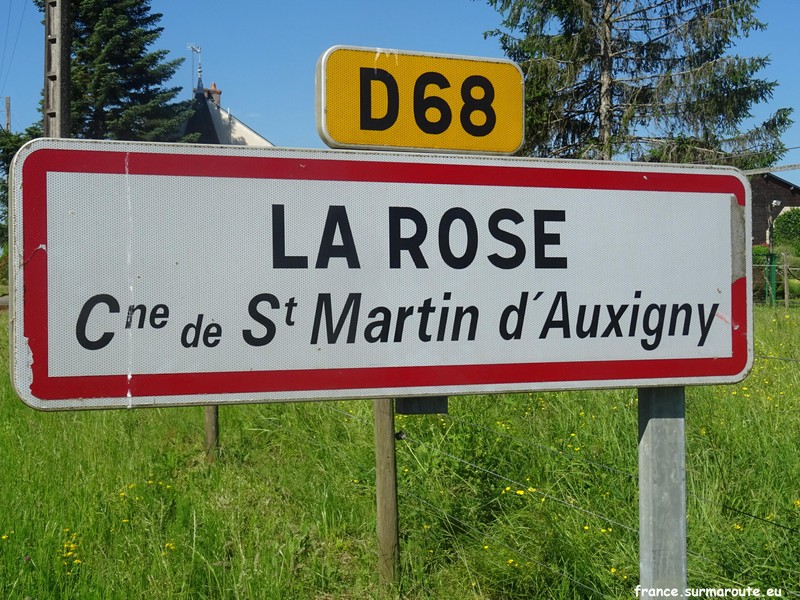 D68
LA ROSE
Cne de St Martin d´Auxigny
france.surmaroute.eu